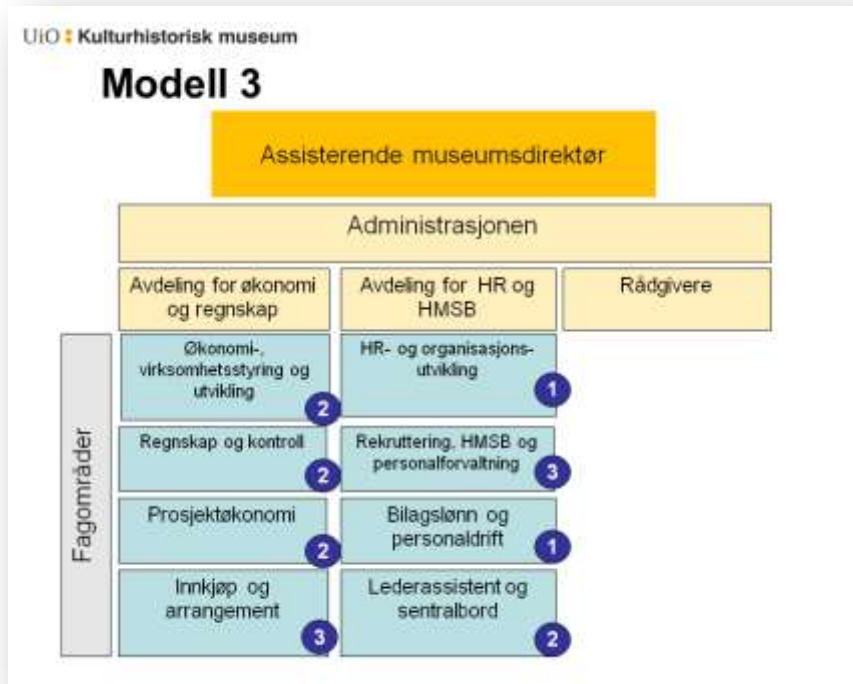 UiO : Kulturhistorisk museum
Modell 3
Assisterende museumsdirektør
Administrasjonen
Avdeling for økonomi
og regnskap
Avdeling for HR og
HMSB
Rådgivere
Fagområder
Økonomi-,
virksomhetsstyring og
utvikling
2
HR- og organisasjons-
utvikling
1
Regnskap og kontroll
2
Rekruttering, HMSB og
personalforvaltning
3
Prosjektøkonomi
2
Bilagslønn og
personaldrift
1
Innkjøp og
arrangement
3
Lederassistent og
sentralbord
2